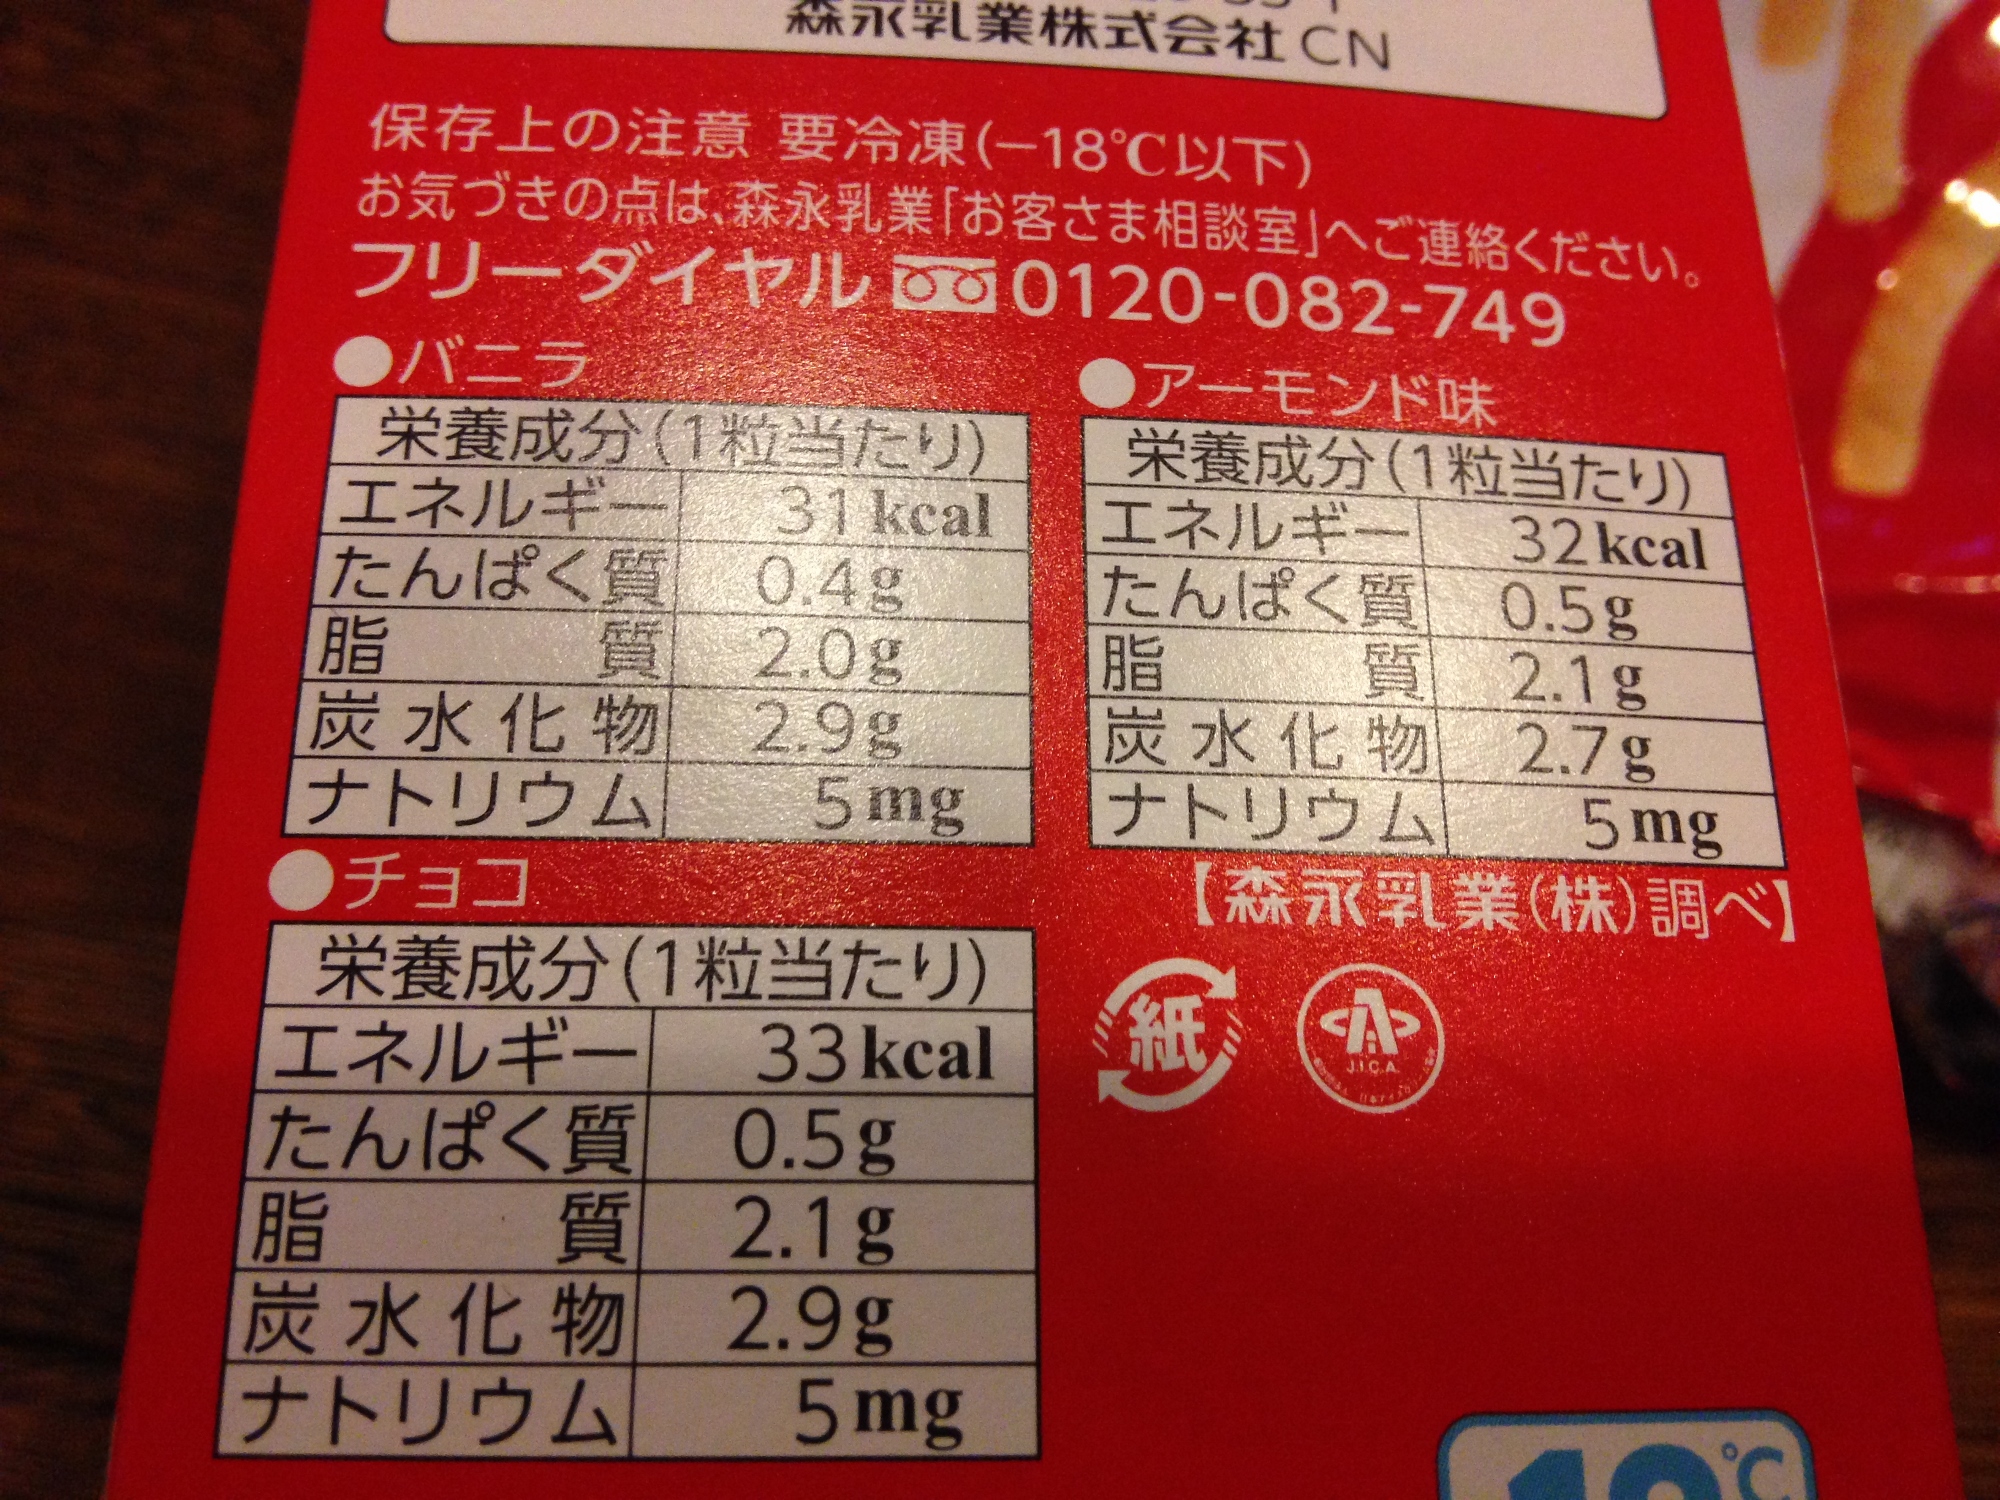 森永乳業株式会社 CN
保存上の注意 要冷凍(−18℃以下)
お気づきの点は、森永乳業「お客さま相談室」へご連絡ください。
フリーダイヤル 0120-082-749
●バニラ
栄養成分(1粒当たり)
エネルギー 31kcal
たんぱく質 0.4g
脂質 2.0g
炭水化物 2.9g
ナトリウム 5mg
●アーモンド味
栄養成分(1粒当たり)
エネルギー 32kcal
たんぱく質 0.5g
脂質 2.1g
炭水化物 2.7g
ナトリウム 5mg
【森永乳業(株)調べ】
●チョコ
栄養成分(1粒当たり)
エネルギー 33kcal
たんぱく質 0.5g
脂質 2.1g
炭水化物 2.9g
ナトリウム 5mg
紙
J.I.C.A.
℃